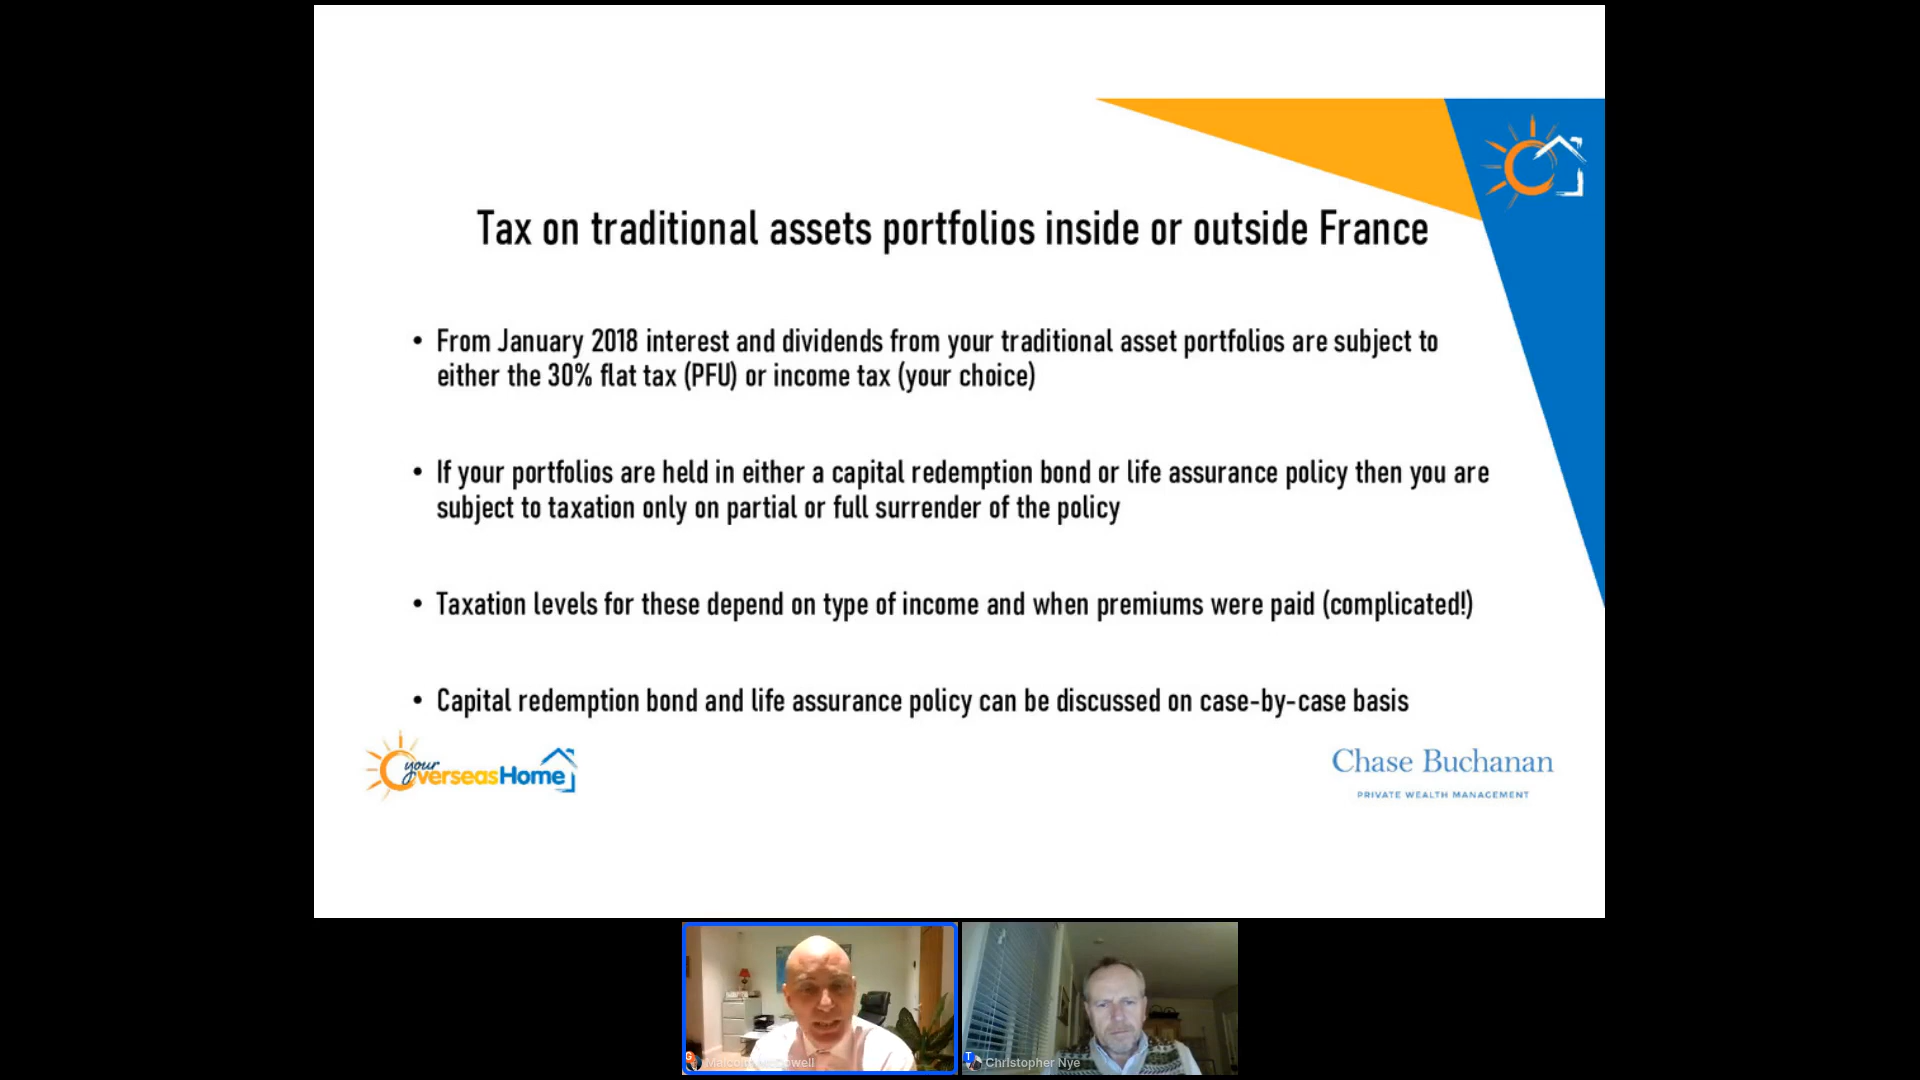 Tax on traditional assets portfolios inside or outside France
• From January 2018 interest and dividends from your traditional asset portfolios are subject to
either the 30% flat tax (PFU) or income tax (your choice)
• If your portfolios are held in either a capital redemption bond or life assurance policy then you are
subject to taxation only on partial or full surrender of the policy
• Taxation levels for these depend on type of income and when premiums were paid (complicated!)
• Capital redemption bond and life assurance policy can be discussed on case-by-case basis
your
OverseasHome
Chase Buchanan
PRIVATE WEALTH MANAGEMENT
G
T
Christopher Nye